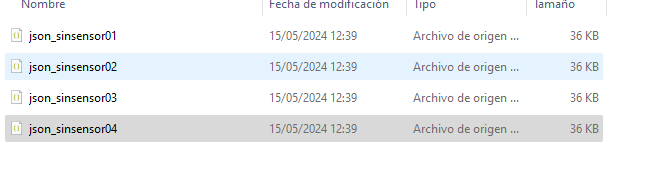 Nombre Fecha de modificación Tipo Tamaño
json_sinsensor01 15/05/2024 12:39 Archivo de origen ... 36 KB
json_sinsensor02 15/05/2024 12:39 Archivo de origen ... 36 KB
json_sinsensor03 15/05/2024 12:39 Archivo de origen ... 36 KB
json_sinsensor04 15/05/2024 12:39 Archivo de origen ... 36 KB